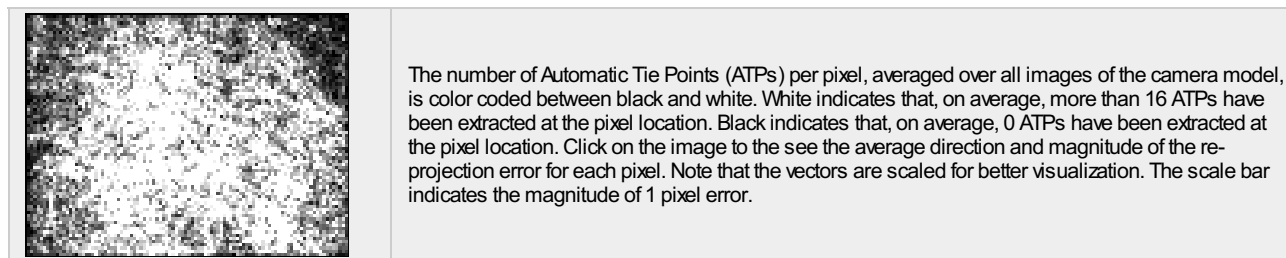 The number of Automatic Tie Points (ATPs) per pixel, averaged over all images of the camera model,
is color coded between black and white. White indicates that, on average, more than 16 ATPs have
been extracted at the pixel location. Black indicates that, on average, 0 ATPs have been extracted at
the pixel location. Click on the image to the see the average direction and magnitude of the re-
projection error for each pixel. Note that the vectors are scaled for better visualization. The scale bar
indicates the magnitude of 1 pixel error.